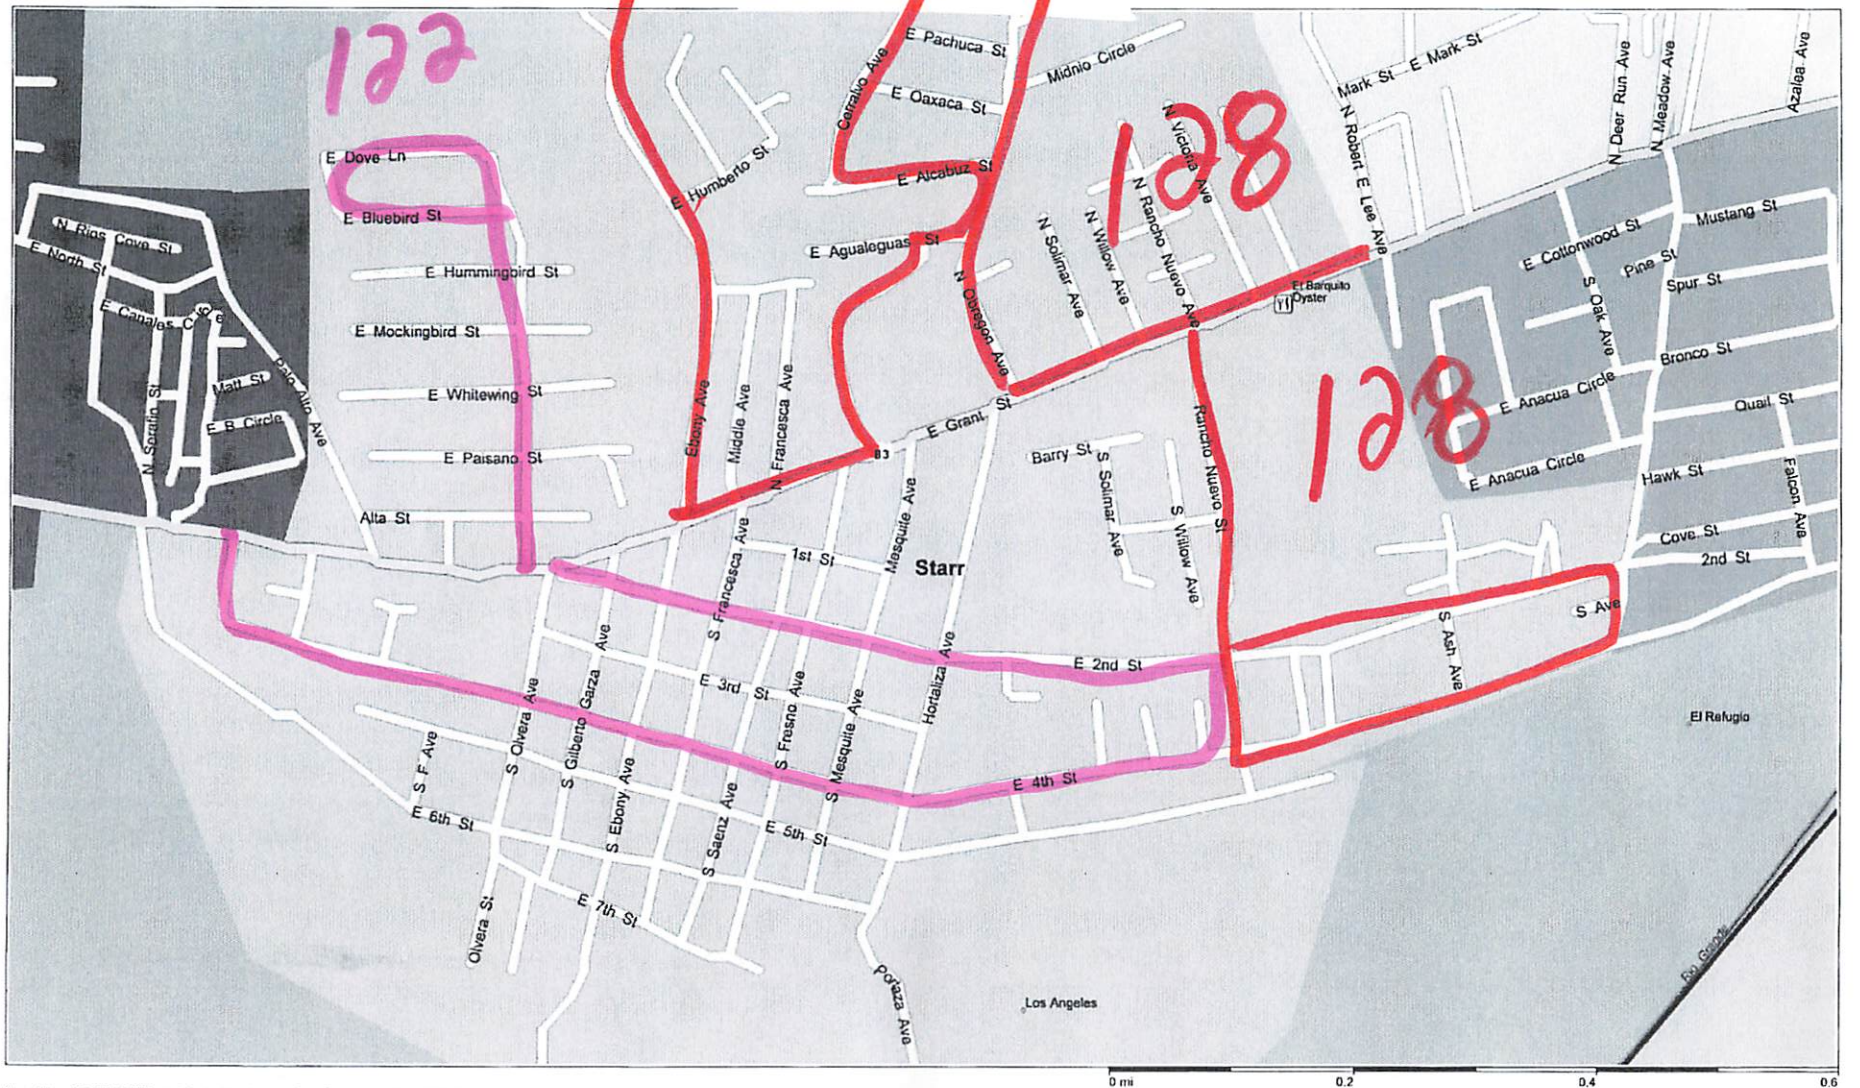 122
128
128
E Pachuca St
Midnio Circle
Mark St
E Mark St
N Deer Run Ave
N Meadow Ave
Azalea Ave
Cerralvo Ave
E Oaxaca St
N Victoria Ave
N Robert E Lee Ave
E Dove Ln
E Humberto St
E Alcabuz St
N Rancho Nuevo Ave
E Bluebird St
E Agualeguas St
N Solimar Ave
N Willow Ave
E Cottonwood St
Mustang St
N Rios Cove St
E North St
E Hummingbird St
N Obregon Ave
El Barquito
Oyster
Pine St
Spur St
S Oak Ave
E Canales Circle
E Mockingbird St
Bronco St
Matt St
Palo Alto Ave
E Whitewing St
Ebony Ave
Middle Ave
N Francesca Ave
E Grant St
Rancho Nuevo St
E Anacua Circle
Quail St
N Serafin St
E B Circle
E Paisano St
83
Barry St
S Solimar Ave
E Anacua Circle
Hawk St
Falcon Ave
Alta St
Mesquite Ave
S Willow Ave
Cove St
2nd St
1st St
Starr
S Francesca Ave
S Ave
S Ash Ave
E 2nd St
E 3rd St
Hortaliza Ave
S Olvera Ave
S Gilberto Garza Ave
S Fresno Ave
S Mesquite Ave
El Refugio
S F Ave
E 4th St
S Ebony Ave
S Saenz Ave
E 6th St
E 5th St
E 7th St
Olvera St
Rio Grande
Portaza Ave
Los Angeles
0 mi
0.2
0.4
0.6